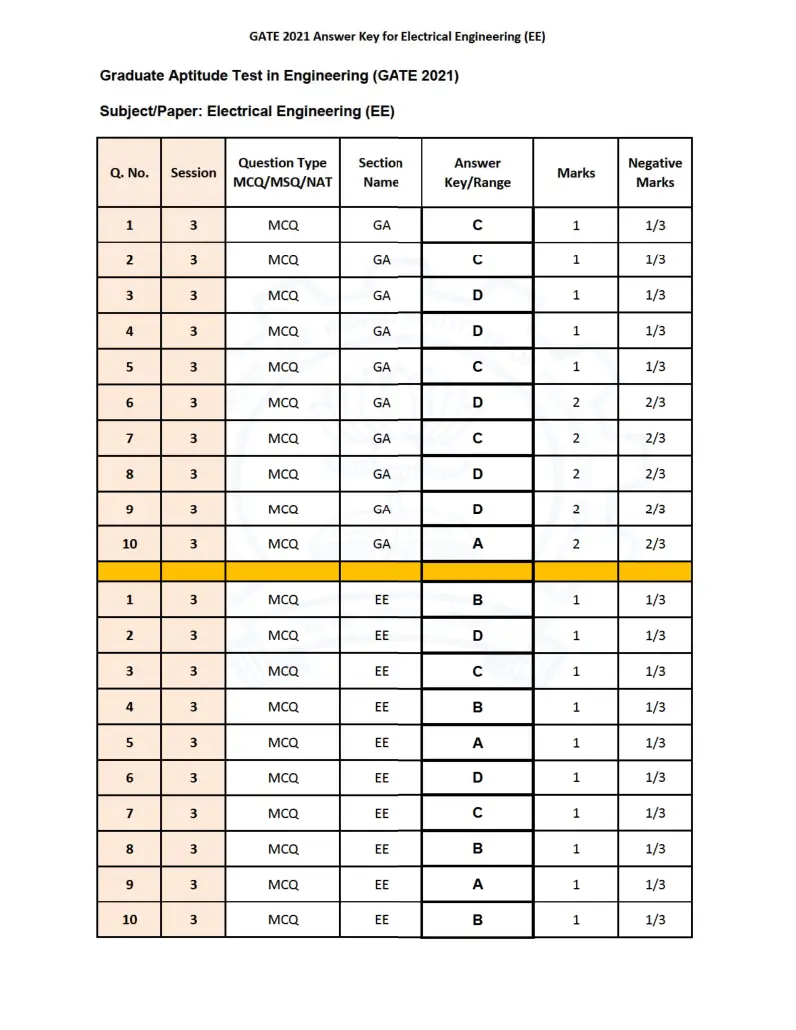 GATE 2021 Answer Key for Electrical Engineering (EE)
Graduate Aptitude Test in Engineering (GATE 2021)
Subject/Paper: Electrical Engineering (EE)
Q. No. Session Question Type MCQ/MSQ/NAT Section Name Answer Key/Range Marks Negative Marks
1 3 MCQ GA C 1 1/3
2 3 MCQ GA C 1 1/3
3 3 MCQ GA D 1 1/3
4 3 MCQ GA D 1 1/3
5 3 MCQ GA C 1 1/3
6 3 MCQ GA D 2 2/3
7 3 MCQ GA C 2 2/3
8 3 MCQ GA D 2 2/3
9 3 MCQ GA D 2 2/3
10 3 MCQ GA A 2 2/3
1 3 MCQ EE B 1 1/3
2 3 MCQ EE D 1 1/3
3 3 MCQ EE C 1 1/3
4 3 MCQ EE B 1 1/3
5 3 MCQ EE A 1 1/3
6 3 MCQ EE D 1 1/3
7 3 MCQ EE C 1 1/3
8 3 MCQ EE B 1 1/3
9 3 MCQ EE A 1 1/3
10 3 MCQ EE B 1 1/3